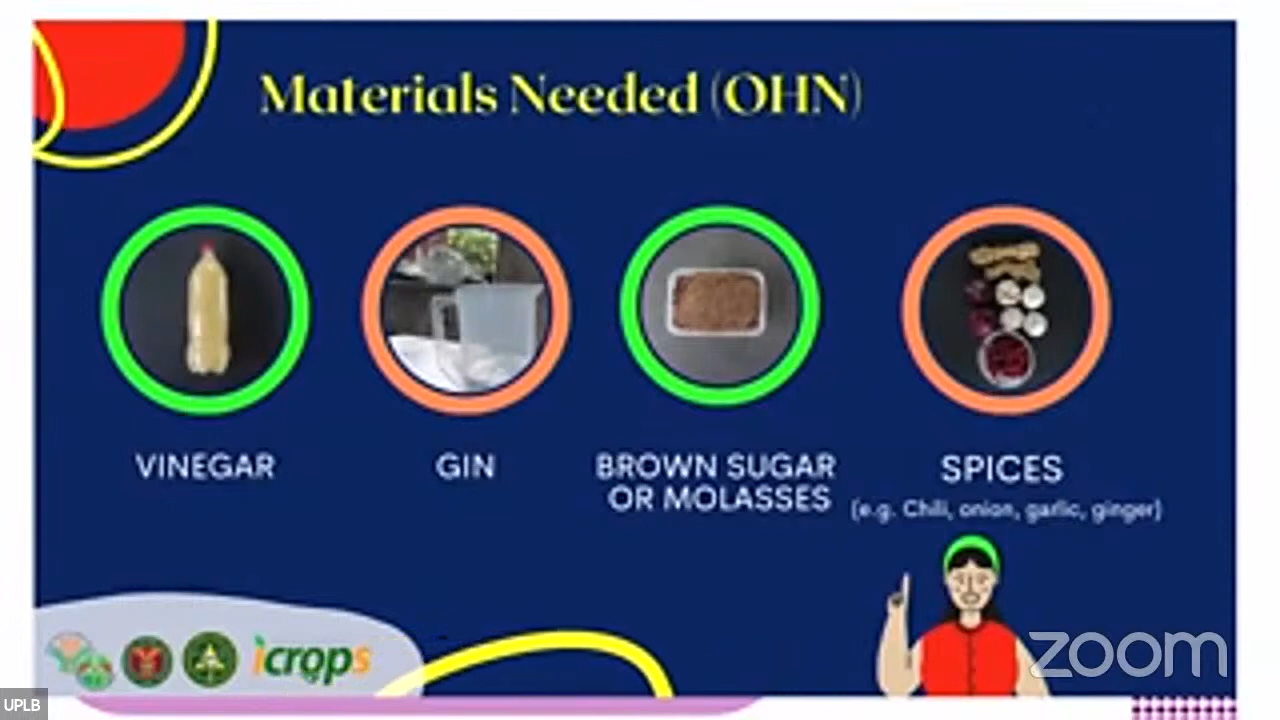 Materials Needed (OHN)
VINEGAR
GIN
BROWN SUGAR
OR MOLASSES
SPICES
(e.g. Chili, onion, garlic, ginger)
icrops
zoom
UPLB